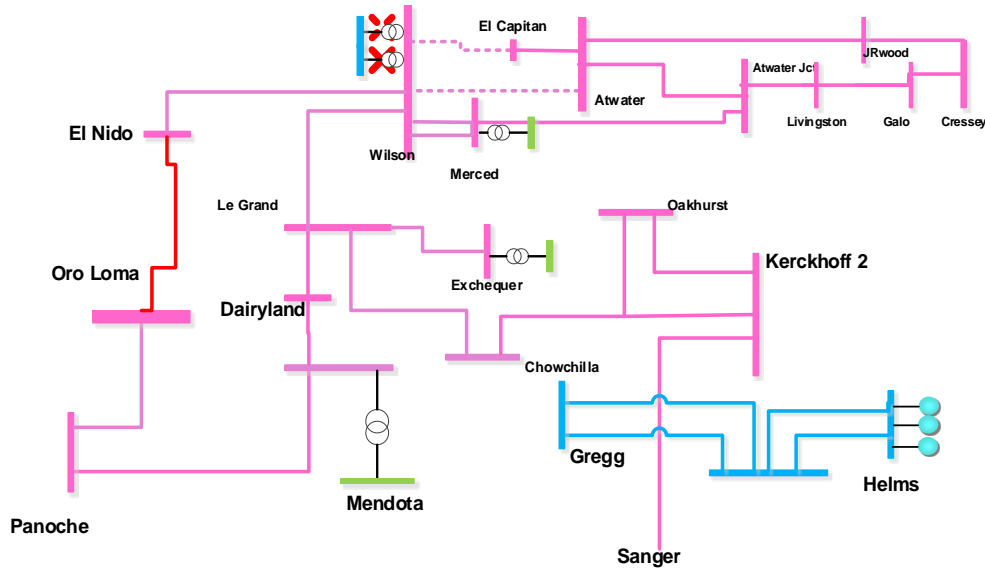 El Capitan
JRwood
Atwater Jct
Atwater
Livingston
Galo
Cressey
El Nido
Wilson
Merced
Le Grand
Oakhurst
Oro Loma
Exchequer
Kerckhoff 2
Dairyland
Chowchilla
Gregg
Helms
Mendota
Panoche
Sanger